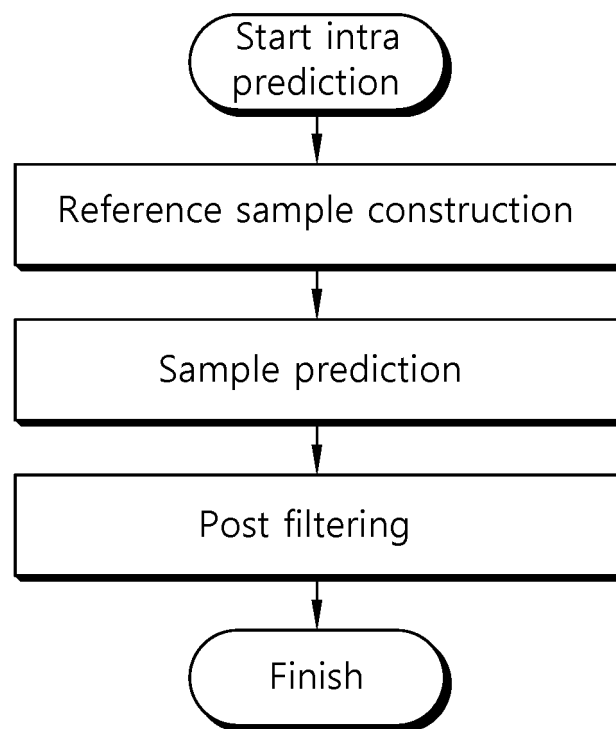 Start intra
prediction
Reference sample construction
Sample prediction
Post filtering
Finish